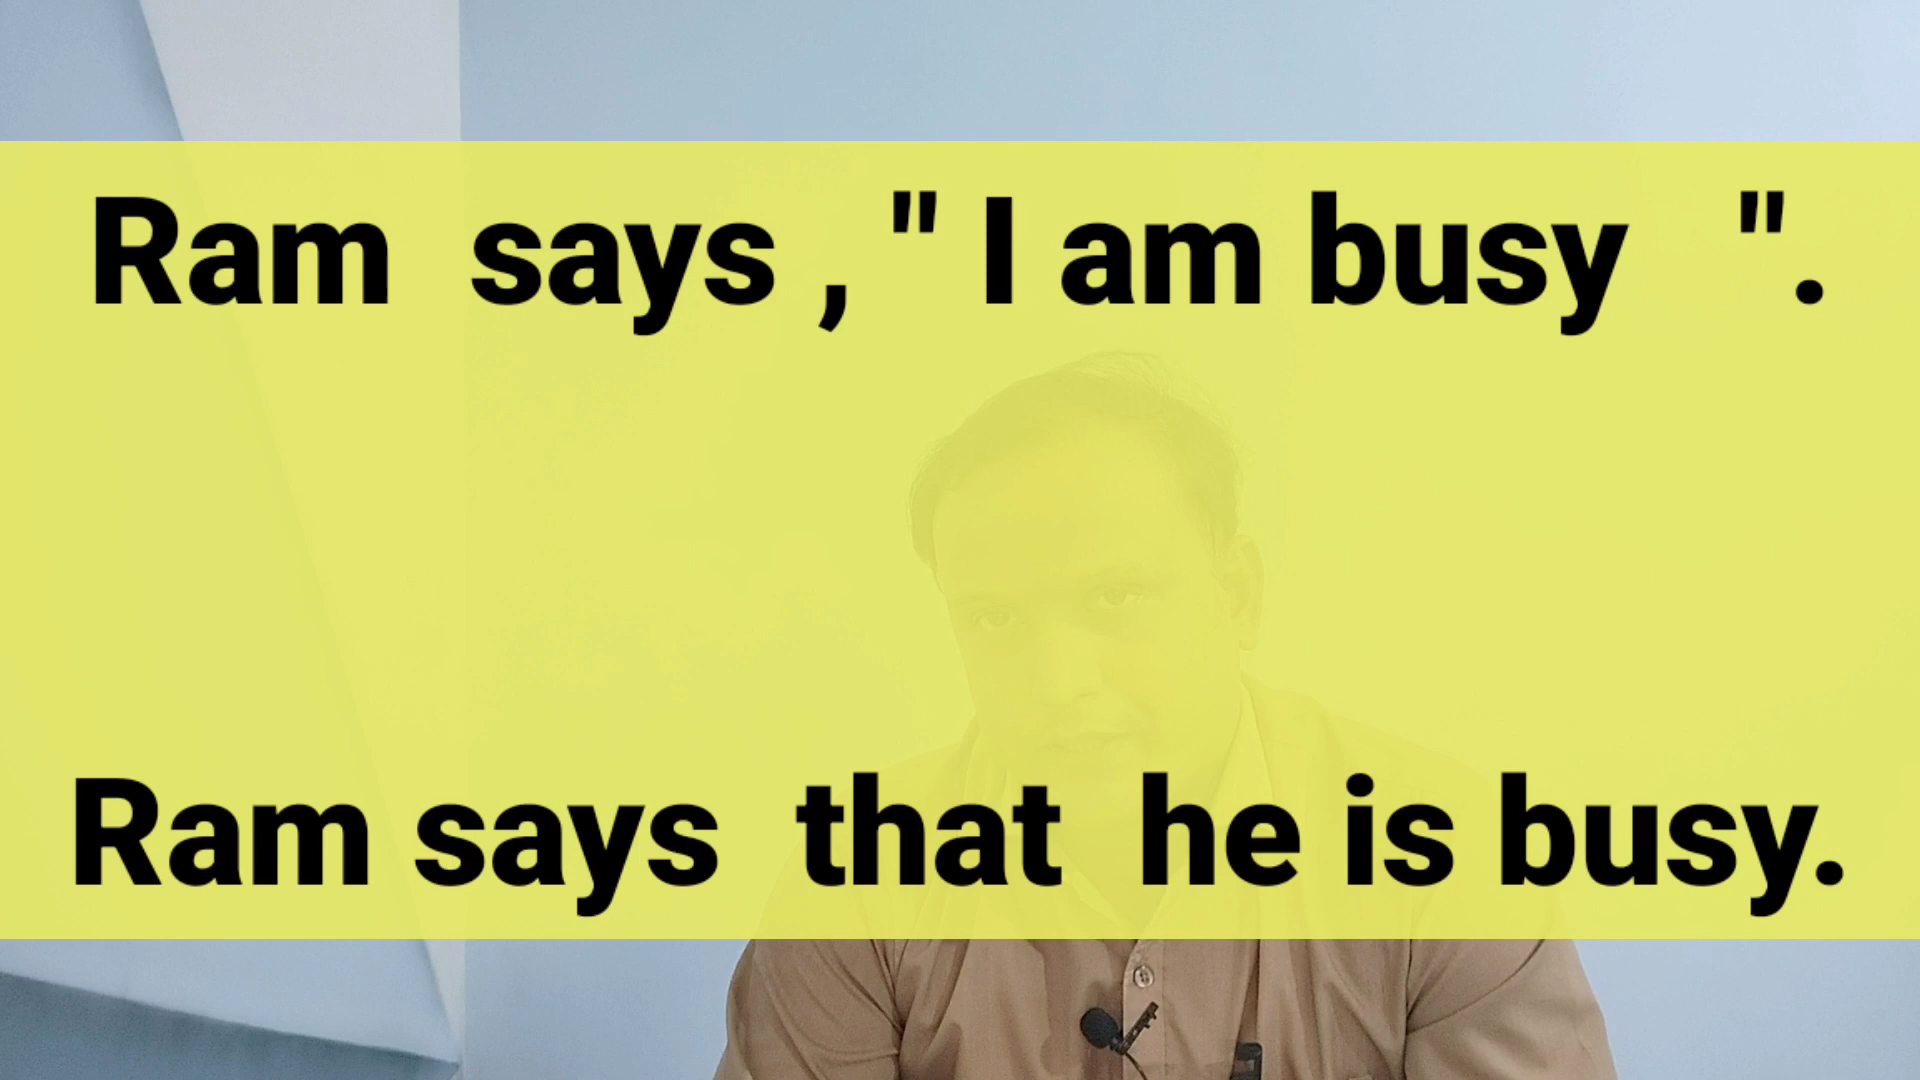 Ram says ," I am busy ".
Ram says that he is busy.